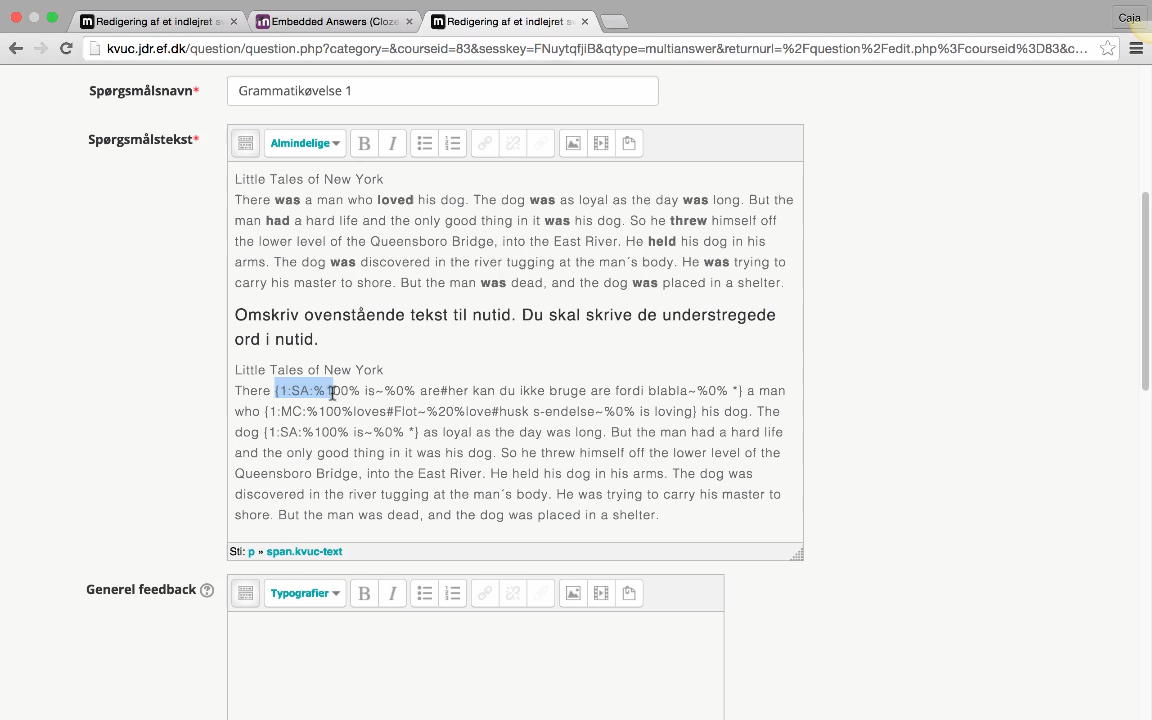 Redigering af et indlejret s
Embedded Answers (Cloze
Redigering af et indlejret s
Caja
kvuc.jdr.ef.dk/question/question.php?category=&courseid=83&sesskey=FNuytqfjiB&qtype=multianswer&returnurl=%2Fquestion%2Fedit.php%3Fcourseid%3D83&c...
Spørgsmålsnavn*
Grammatikøvelse 1
Spørgsmålstekst*
Almindelige
B I
Little Tales of New York
There was a man who loved his dog. The dog was as loyal as the day was long. But the
man had a hard life and the only good thing in it was his dog. So he threw himself off
the lower level of the Queensboro Bridge, into the East River. He held his dog in his
arms. The dog was discovered in the river tugging at the man´s body. He was trying to
carry his master to shore. But the man was dead, and the dog was placed in a shelter.
Omskriv ovenstående tekst til nutid. Du skal skrive de understregede
ord i nutid.
Little Tales of New York
There {1:SA:%100% is~%0% are#her kan du ikke bruge are fordi blabla~%0% *} a man
who {1:MC:%100%loves#Flot~%20%love#husk s-endelse~%0% is loving} his dog. The
dog {1:SA:%100% is~%0% *} as loyal as the day was long. But the man had a hard life
and the only good thing in it was his dog. So he threw himself off the lower level of the
Queensboro Bridge, into the East River. He held his dog in his arms. The dog was
discovered in the river tugging at the man´s body. He was trying to carry his master to
shore. But the man was dead, and the dog was placed in a shelter.
Sti: p » span.kvuc-text
Generel feedback
Typografier
B I